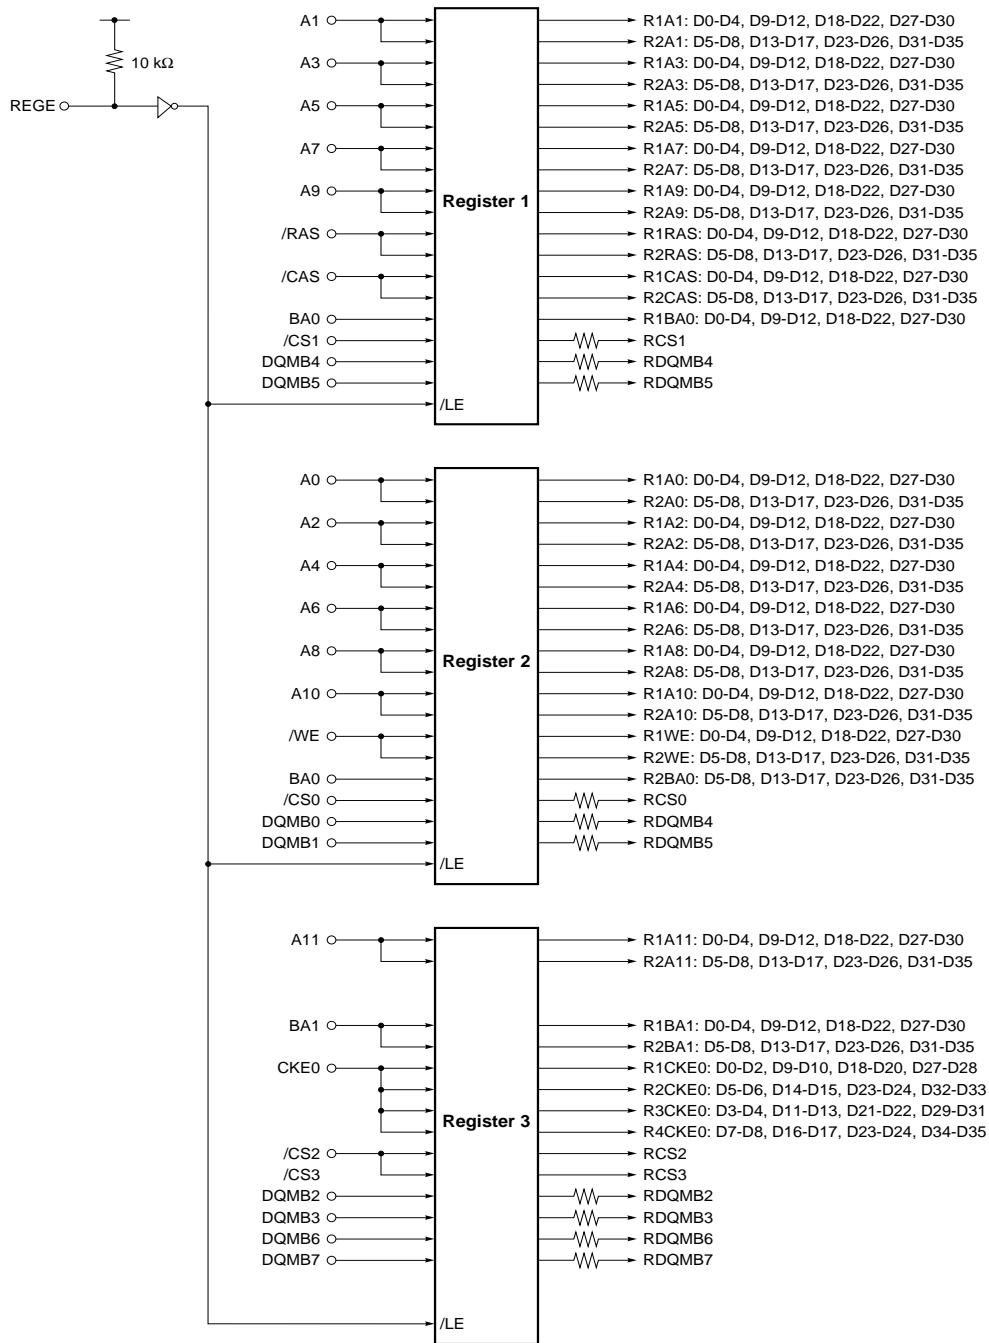 A1 R1A1: D0-D4, D9-D12, D18-D22, D27-D30
R2A1: D5-D8, D13-D17, D23-D26, D31-D35
10 kΩ A3 R1A3: D0-D4, D9-D12, D18-D22, D27-D30
R2A3: D5-D8, D13-D17, D23-D26, D31-D35
REGE A5 R1A5: D0-D4, D9-D12, D18-D22, D27-D30
R2A5: D5-D8, D13-D17, D23-D26, D31-D35
A7 R1A7: D0-D4, D9-D12, D18-D22, D27-D30
R2A7: D5-D8, D13-D17, D23-D26, D31-D35
A9 Register 1 R1A9: D0-D4, D9-D12, D18-D22, D27-D30
R2A9: D5-D8, D13-D17, D23-D26, D31-D35
/RAS R1RAS: D0-D4, D9-D12, D18-D22, D27-D30
R2RAS: D5-D8, D13-D17, D23-D26, D31-D35
/CAS R1CAS: D0-D4, D9-D12, D18-D22, D27-D30
R2CAS: D5-D8, D13-D17, D23-D26, D31-D35
BA0 R1BA0: D0-D4, D9-D12, D18-D22, D27-D30
/CS1 RCS1
DQMB4 RDQMB4
DQMB5 RDQMB5
/LE
A0 R1A0: D0-D4, D9-D12, D18-D22, D27-D30
R2A0: D5-D8, D13-D17, D23-D26, D31-D35
A2 R1A2: D0-D4, D9-D12, D18-D22, D27-D30
R2A2: D5-D8, D13-D17, D23-D26, D31-D35
A4 R1A4: D0-D4, D9-D12, D18-D22, D27-D30
R2A4: D5-D8, D13-D17, D23-D26, D31-D35
A6 R1A6: D0-D4, D9-D12, D18-D22, D27-D30
R2A6: D5-D8, D13-D17, D23-D26, D31-D35
A8 R1A8: D0-D4, D9-D12, D18-D22, D27-D30
Register 2 R2A8: D5-D8, D13-D17, D23-D26, D31-D35
A10 R1A10: D0-D4, D9-D12, D18-D22, D27-D30
R2A10: D5-D8, D13-D17, D23-D26, D31-D35
/WE R1WE: D0-D4, D9-D12, D18-D22, D27-D30
R2WE: D5-D8, D13-D17, D23-D26, D31-D35
BA0 R2BA0: D5-D8, D13-D17, D23-D26, D31-D35
/CS0 RCS0
DQMB0 RDQMB4
DQMB1 RDQMB5
/LE
A11 R1A11: D0-D4, D9-D12, D18-D22, D27-D30
R2A11: D5-D8, D13-D17, D23-D26, D31-D35
BA1 R1BA1: D0-D4, D9-D12, D18-D22, D27-D30
R2BA1: D5-D8, D13-D17, D23-D26, D31-D35
CKE0 R1CKE0: D0-D2, D9-D10, D18-D20, D27-D28
R2CKE0: D5-D6, D14-D15, D23-D24, D32-D33
R3CKE0: D3-D4, D11-D13, D21-D22, D29-D31
Register 3 R4CKE0: D7-D8, D16-D17, D23-D24, D34-D35
/CS2 RCS2
/CS3 RCS3
DQMB2 RDQMB2
DQMB3 RDQMB3
DQMB6 RDQMB6
DQMB7 RDQMB7
/LE